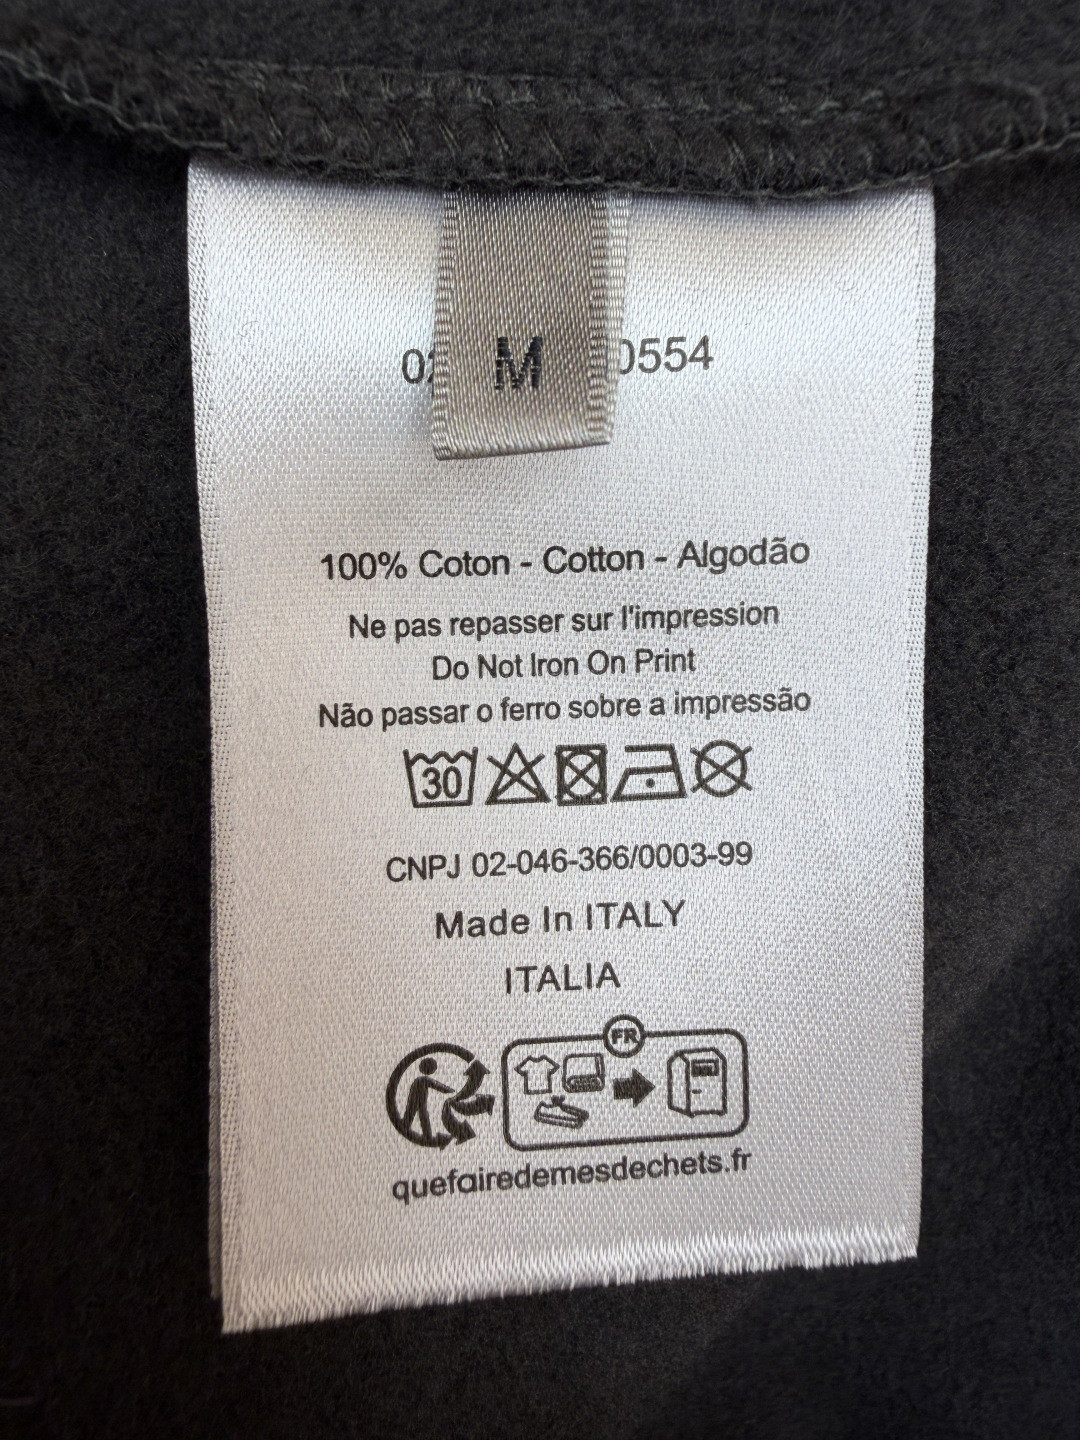 M
0554
100% Coton - Cotton - Algodão
Ne pas repasser sur l'impression
Do Not Iron On Print
Não passar o ferro sobre a impressão
30
CNPJ 02-046-366/0003-99
Made In ITALY
ITALIA
FR
quefairedemesdechets.fr